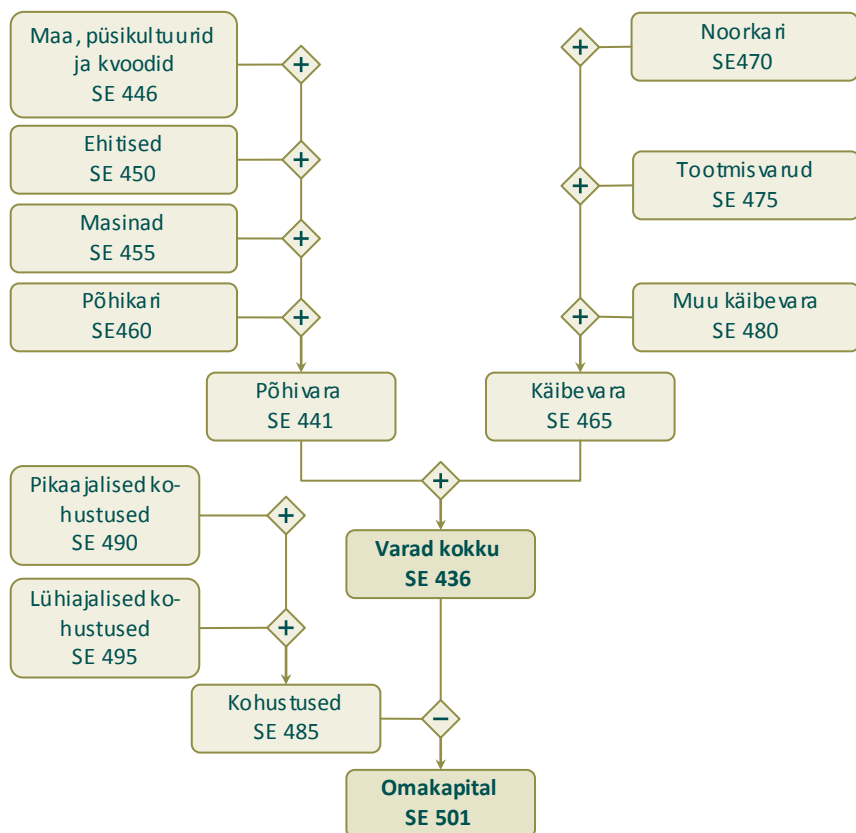 Maa, püsikultuurid
ja kvoodid
SE 446
+
Ehitised
SE 450
+
Masinad
SE 455
+
Põhikari
SE460
+
Põhivara
SE 441
Noorkari
SE470
+
Tootmisvarud
SE 475
+
Muu käibevara
SE 480
+
Käibevara
SE 465
+
Varad kokku
SE 436
Pikaajalised ko-
hustused
SE 490
+
Lühiajalised ko-
hustused
SE 495
+
Kohustused
SE 485
−
Omakapital
SE 501